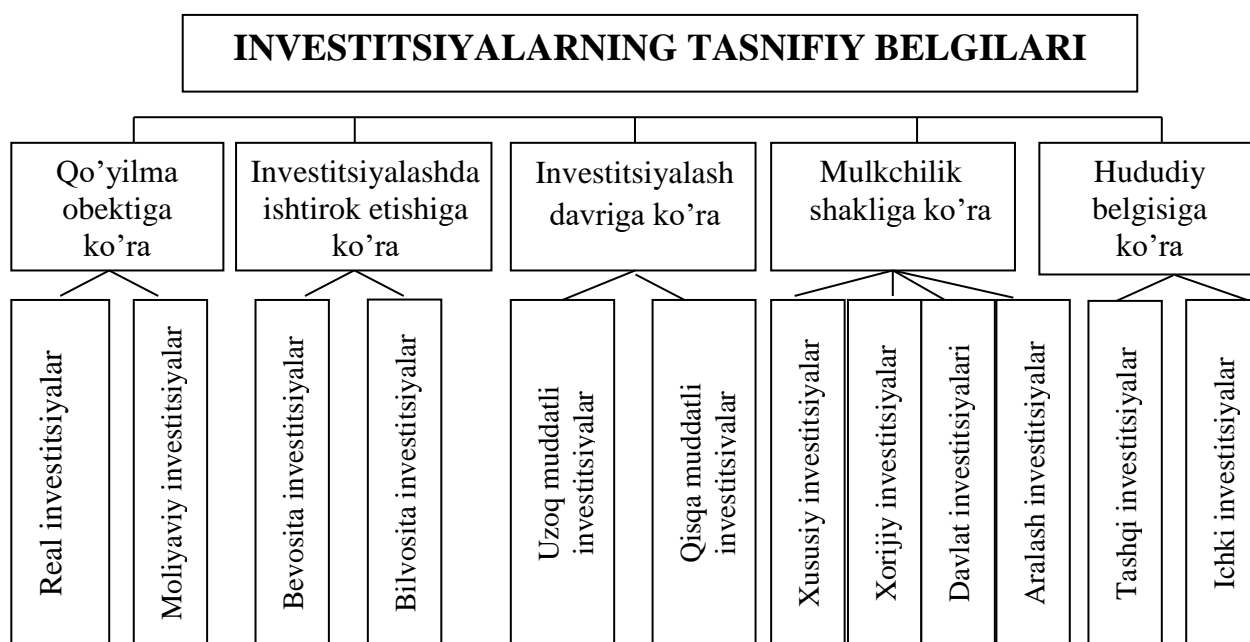 INVESTITSIYALARNING TASNIFIY BELGILARI
Qo’yilma
obektiga
ko’ra
Investitsiyalashda
ishtirok etishiga
ko’ra
Investitsiyalash
davriga ko’ra
Mulkchilik
shakliga ko’ra
Hududiy
belgisiga
ko’ra
Real investitsiyalar
Moliyaviy investitsiyalar
Bevosita investitsiyalar
Bilvosita investitsiyalar
Uzoq muddatli
investitsivalar
Qisqa muddatli
investitsivalar
Xususiy investitsiyalar
Xorijiy investitsiyalar
Davlat investitsiyalari
Aralash investitsiyalar
Tashqi investitsiyalar
Ichki investitsiyalar